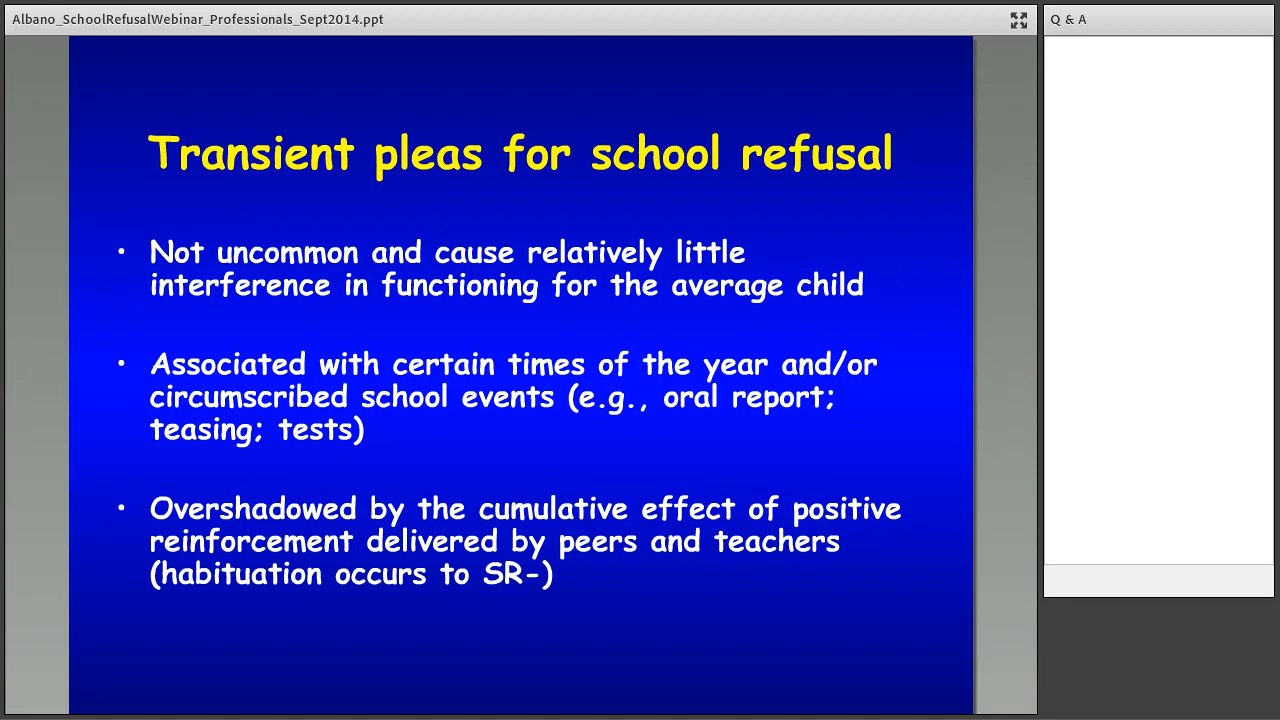 Albano_SchoolRefusalWebinar_Professionals_Sept2014.ppt
Q & A
Transient pleas for school refusal
• Not uncommon and cause relatively little
interference in functioning for the average child
• Associated with certain times of the year and/or
circumscribed school events (e.g., oral report;
teasing; tests)
• Overshadowed by the cumulative effect of positive
reinforcement delivered by peers and teachers
(habituation occurs to SR-)